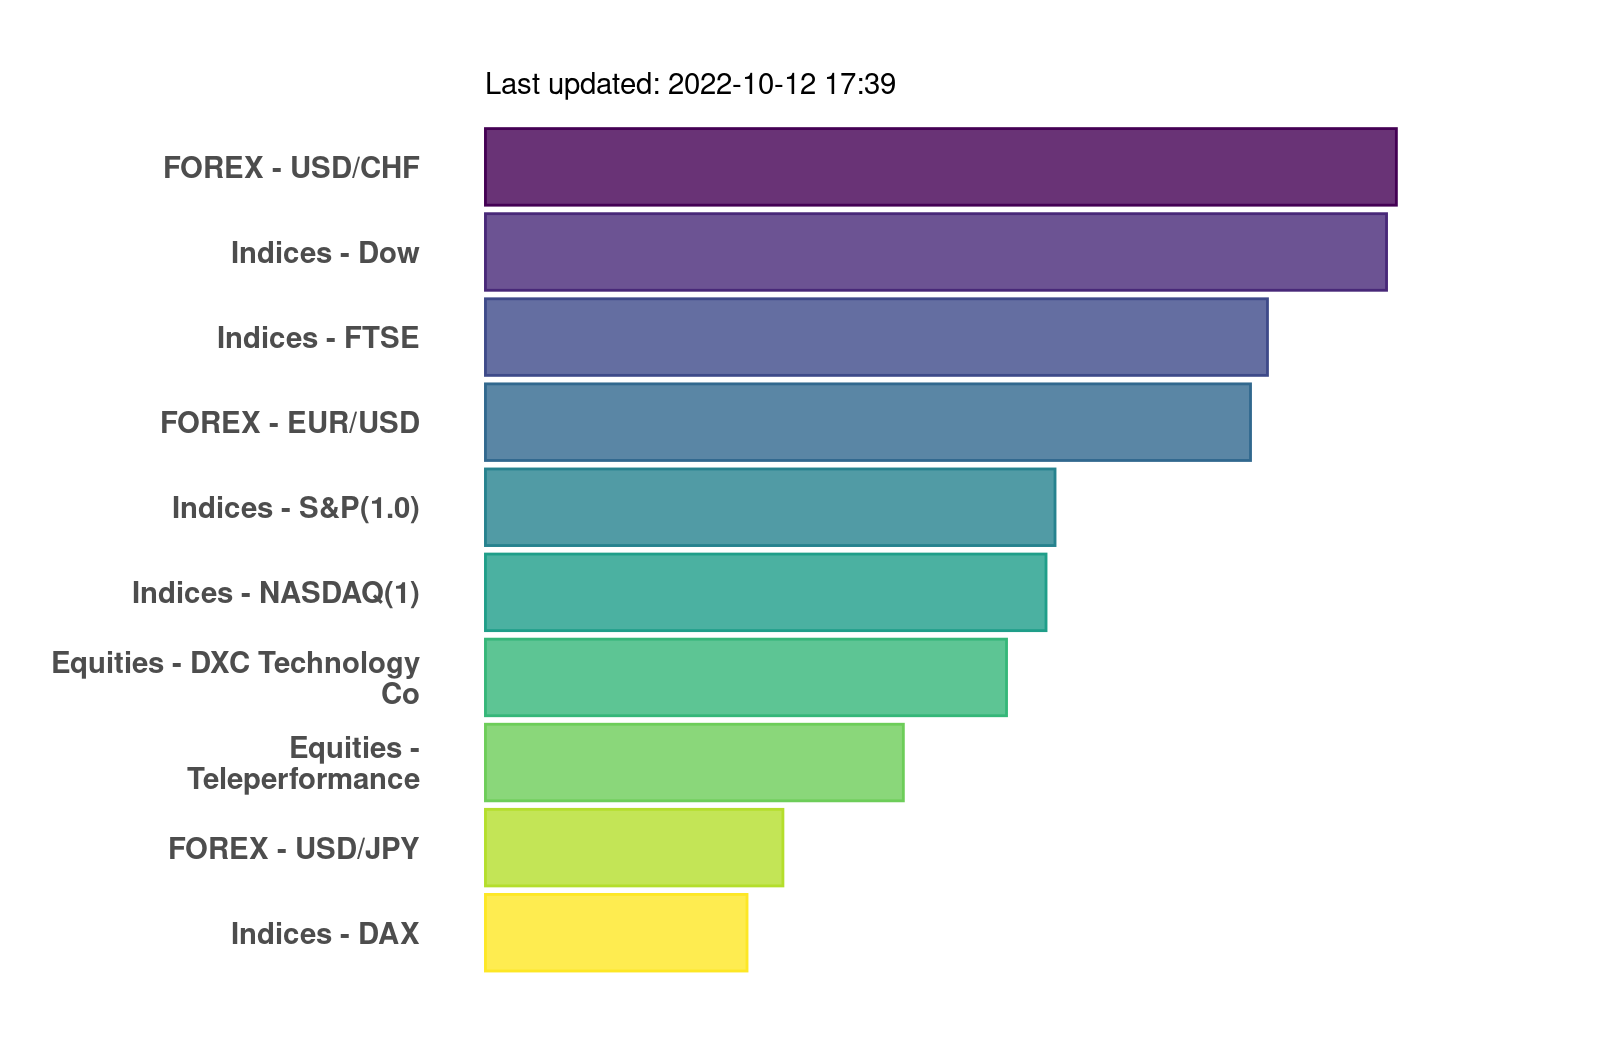 Last updated: 2022-10-12 17:39
FOREX - USD/CHF
Indices - Dow
Indices - FTSE
FOREX - EUR/USD
Indices - S&P(1.0)
Indices - NASDAQ(1)
Equities - DXC Technology
Co
Equities -
Teleperformance
FOREX - USD/JPY
Indices - DAX